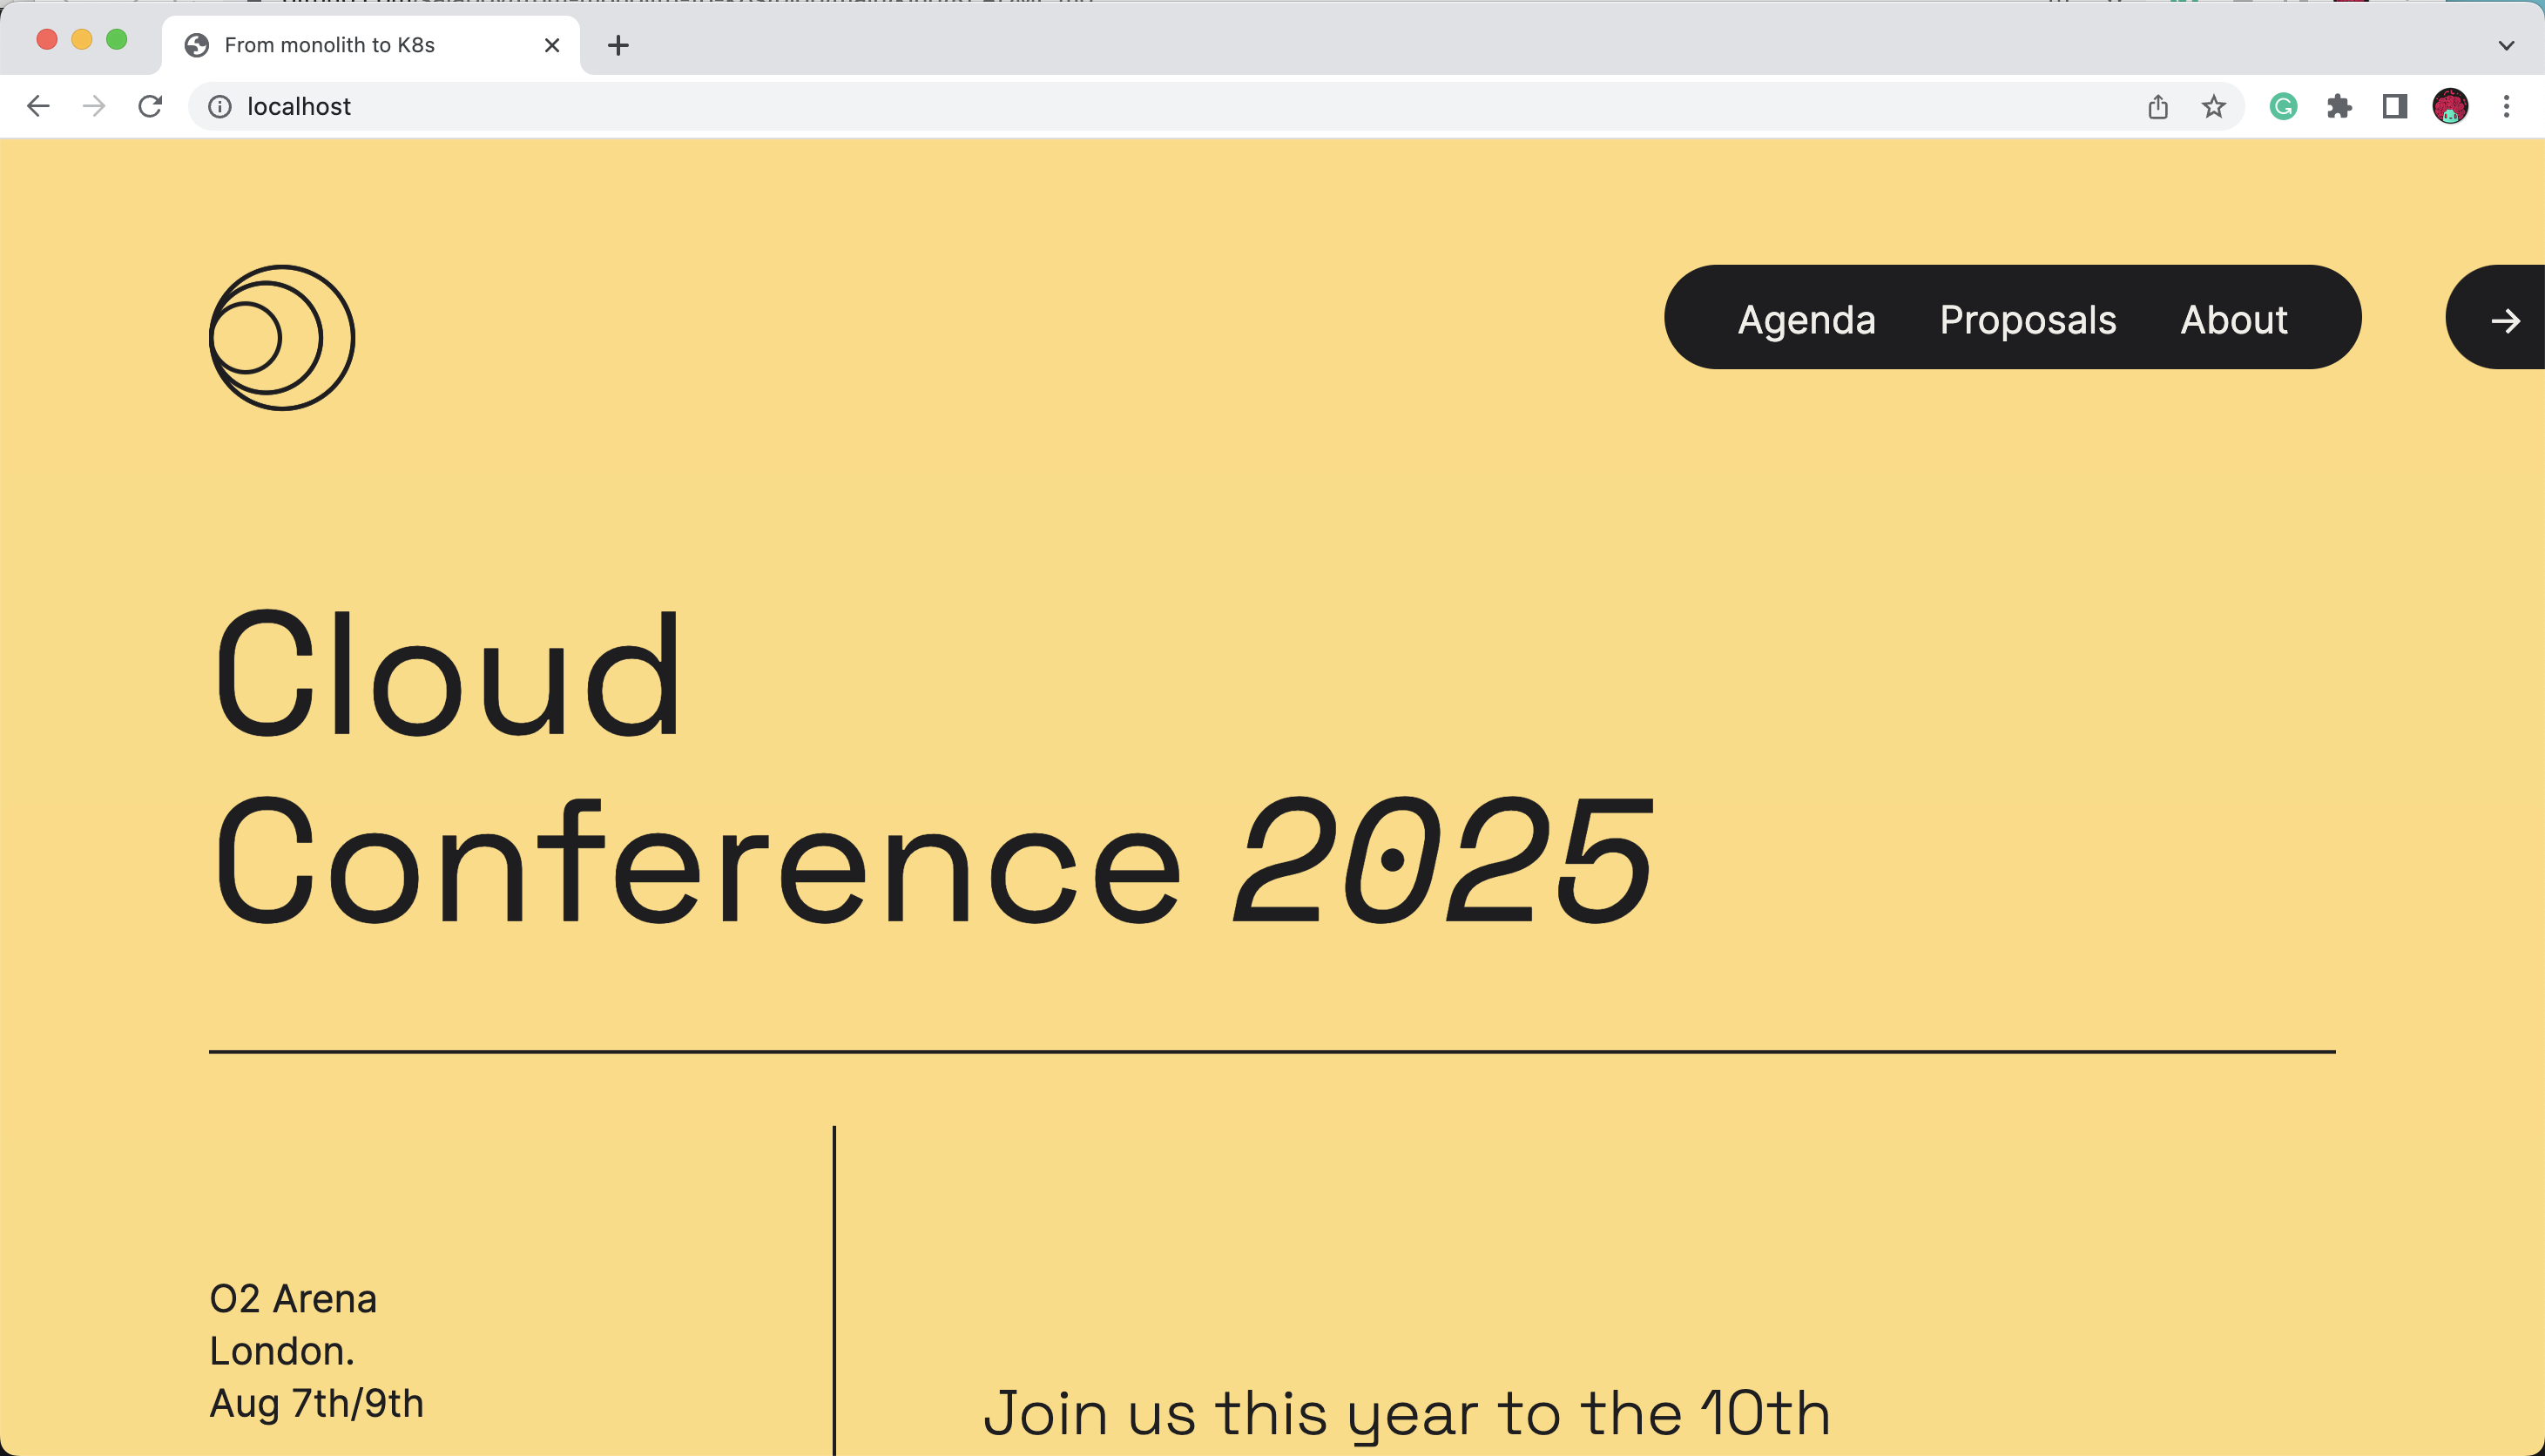 From monolith to K8s
localhost
Agenda Proposals About
Cloud
Conference 2025
O2 Arena
London.
Aug 7th/9th
Join us this year to the 10th